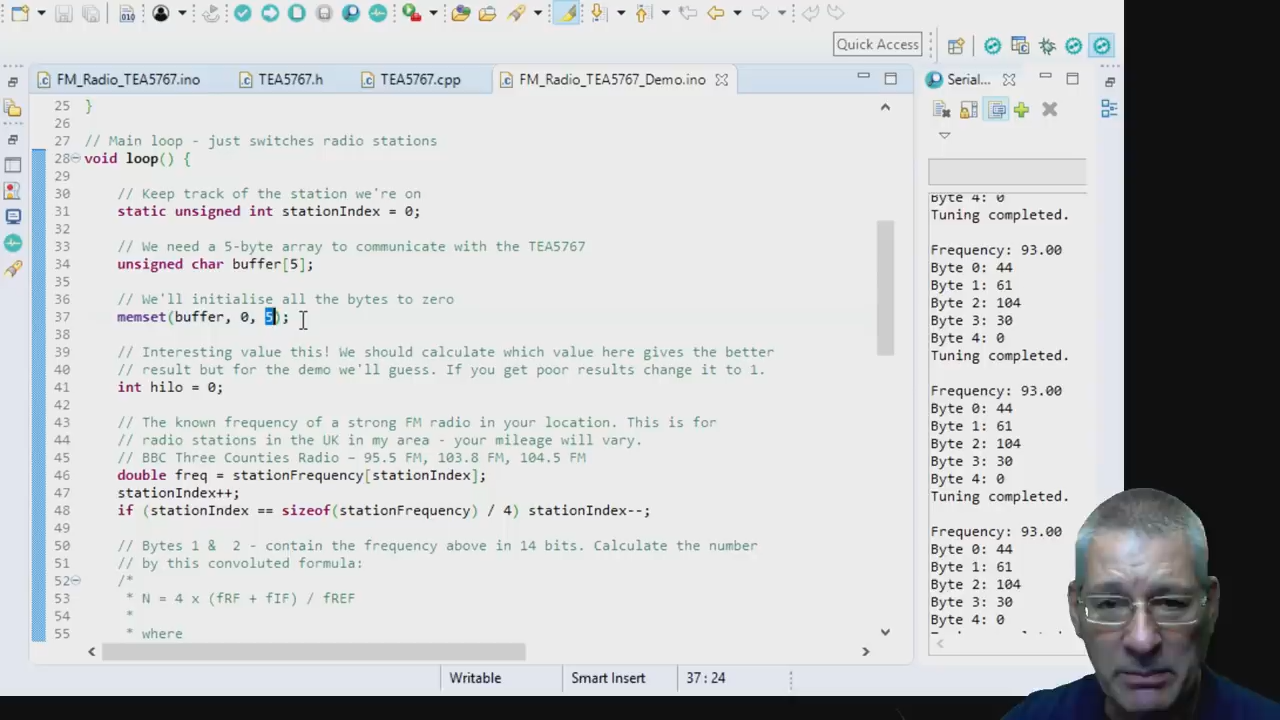 Quick Access
FM_Radio_TEA5767.ino
TEA5767.h
TEA5767.cpp
FM_Radio_TEA5767_Demo.ino
Serial...
25 }
26
27 // Main loop - just switches radio stations
28 void loop() {
29
30 // Keep track of the station we're on
31 static unsigned int stationIndex = 0;
32
33 // We need a 5-byte array to communicate with the TEA5767
34 unsigned char buffer[5];
35
36 // We'll initialise all the bytes to zero
37 memset(buffer, 0, 5);
38
39 // Interesting value this! We should calculate which value here gives the better
40 // result but for the demo we'll guess. If you get poor results change it to 1.
41 int hilo = 0;
42
43 // The known frequency of a strong FM radio in your location. This is for
44 // radio stations in the UK in my area - your mileage will vary.
45 // BBC Three Counties Radio – 95.5 FM, 103.8 FM, 104.5 FM
46 double freq = stationFrequency[stationIndex];
47 stationIndex++;
48 if (stationIndex == sizeof(stationFrequency) / 4) stationIndex--;
49
50 // Bytes 1 & 2 - contain the frequency above in 14 bits. Calculate the number
51 // by this convoluted formula:
52 /*
53 * N = 4 x (fRF + fIF) / fREF
54 *
55 * where
Byte 4: 0
Tuning completed.
Frequency: 93.00
Byte 0: 44
Byte 1: 61
Byte 2: 104
Byte 3: 30
Byte 4: 0
Tuning completed.
Frequency: 93.00
Byte 0: 44
Byte 1: 61
Byte 2: 104
Byte 3: 30
Byte 4: 0
Tuning completed.
Frequency: 93.00
Byte 0: 44
Byte 1: 61
Byte 2: 104
Byte 3: 30
Byte 4: 0
Writable
Smart Insert
37 : 24